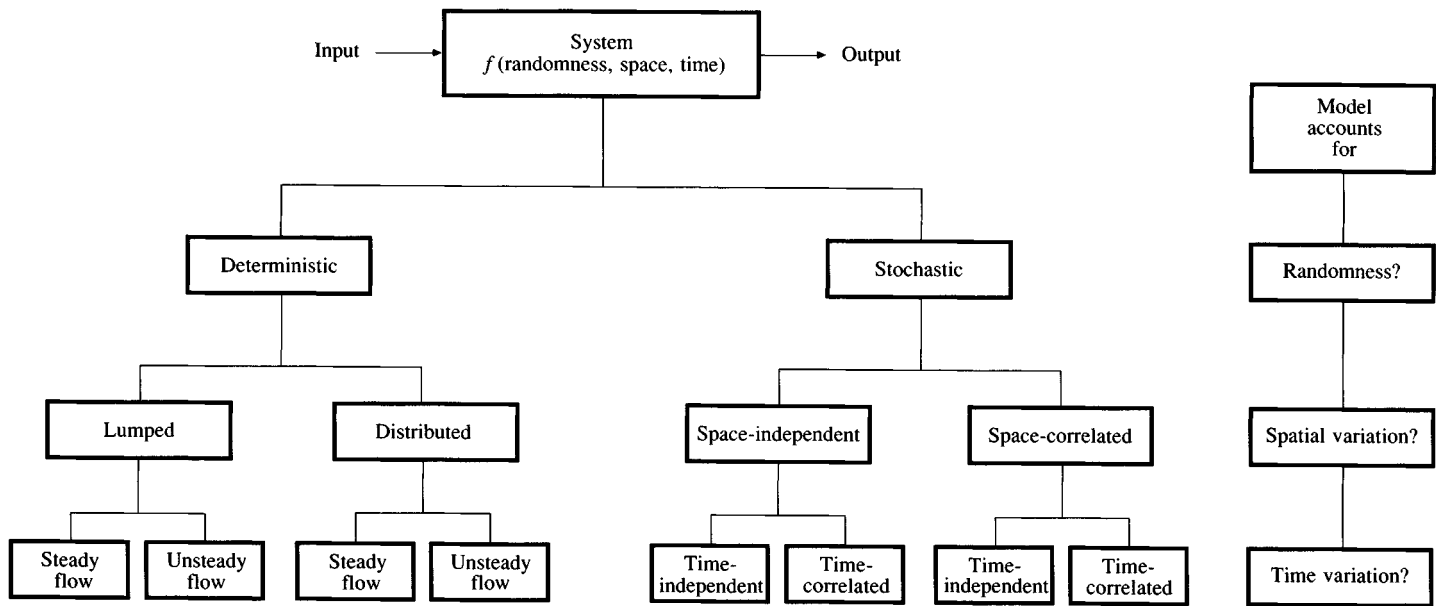 Input
System
f (randomness, space, time)
Output
Model
accounts
for
Deterministic
Stochastic
Randomness?
Lumped
Distributed
Space-independent
Space-correlated
Spatial variation?
Steady
flow
Unsteady
flow
Steady
flow
Unsteady
flow
Time-
independent
Time-
correlated
Time-
independent
Time-
correlated
Time variation?